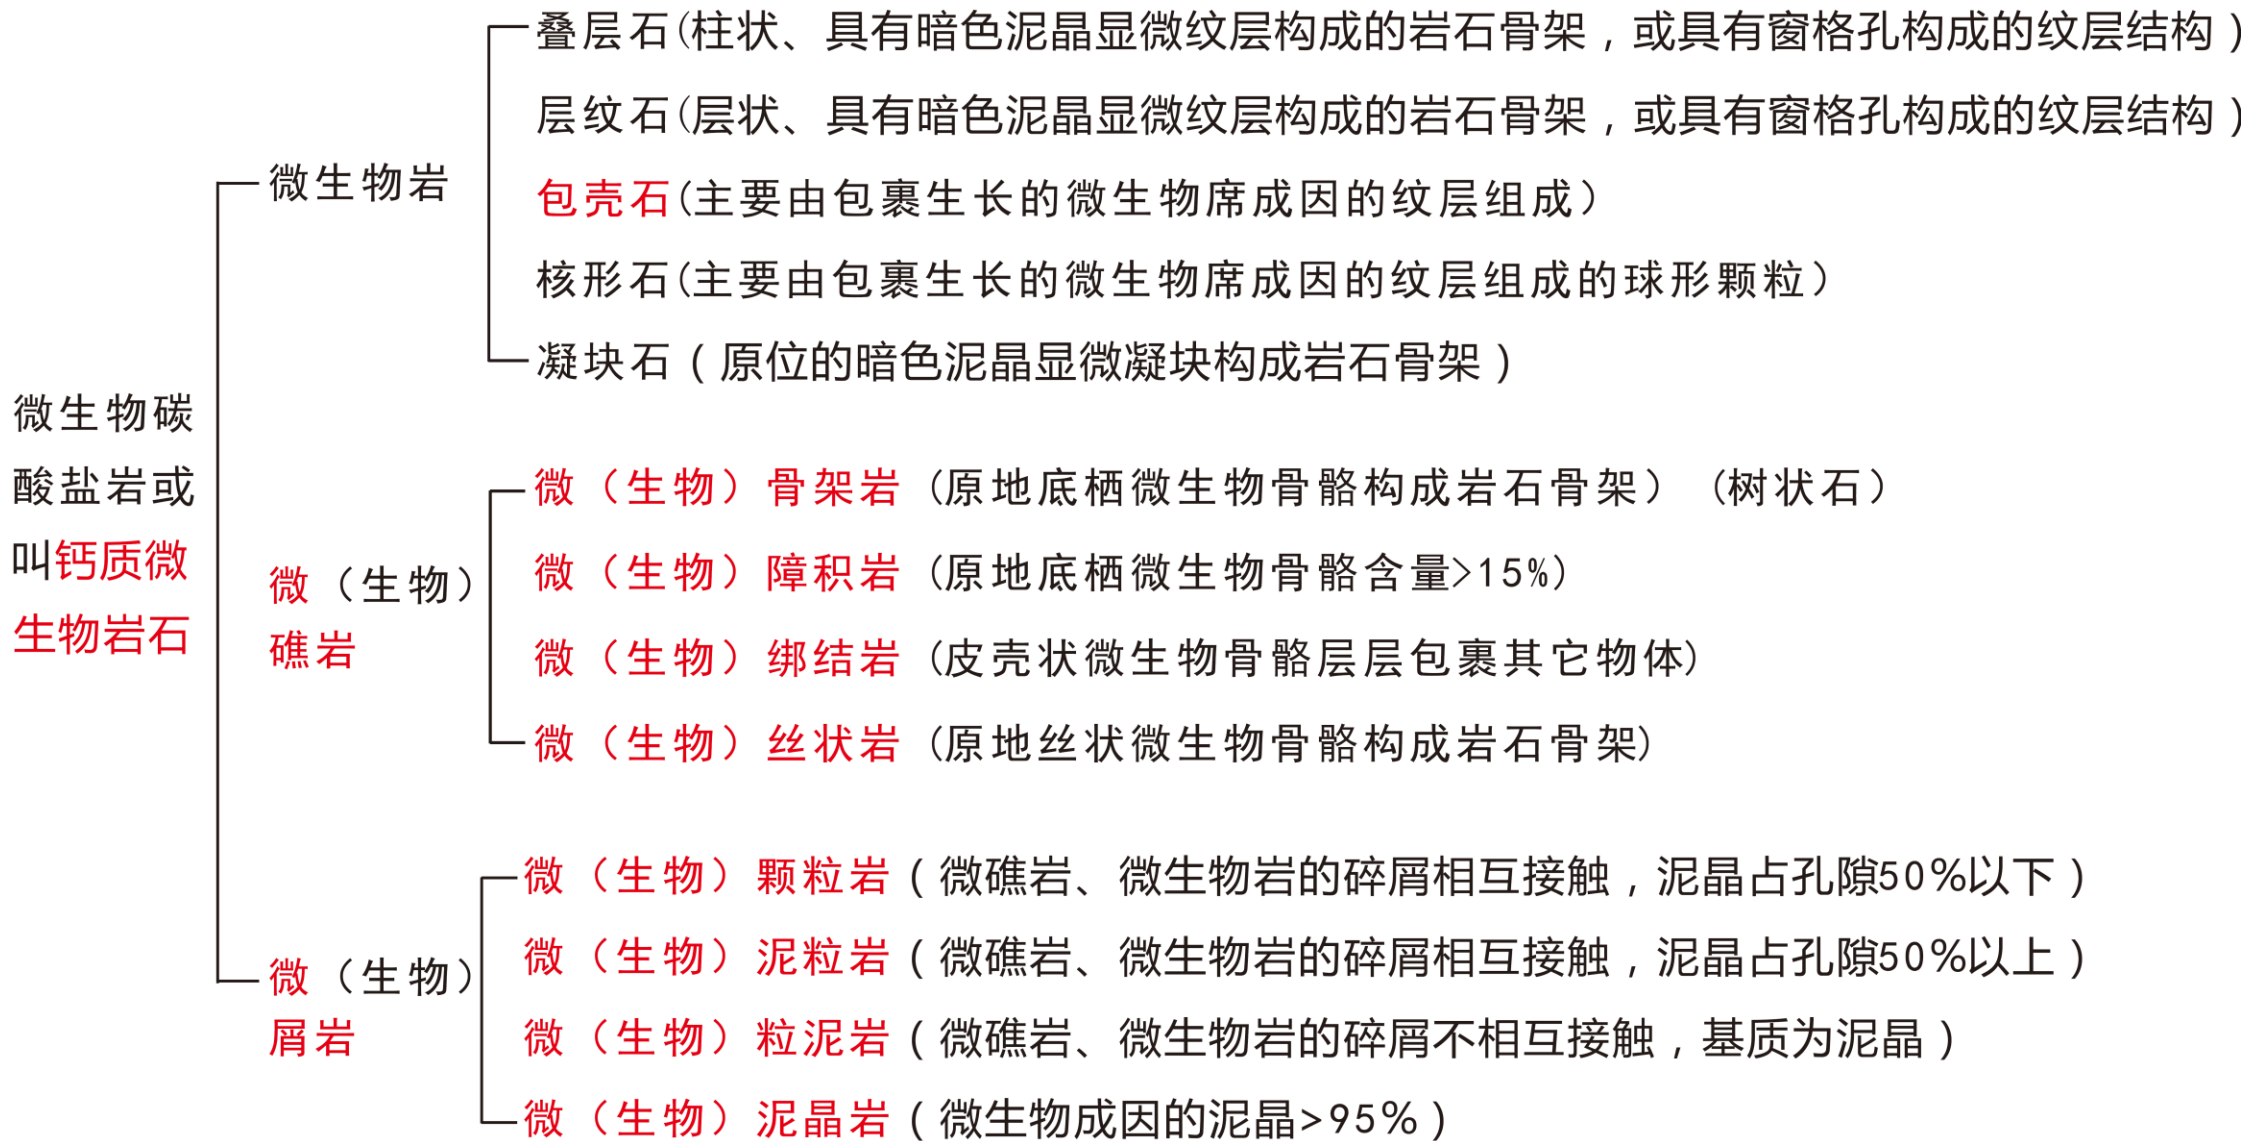 微生物碳
酸盐岩或
叫钙质微
生物岩石
微生物岩
叠层石(柱状、具有暗色泥晶显微纹层构成的岩石骨架，或具有窗格孔构成的纹层结构）
层纹石(层状、具有暗色泥晶显微纹层构成的岩石骨架，或具有窗格孔构成的纹层结构）
包壳石(主要由包裹生长的微生物席成因的纹层组成）
核形石(主要由包裹生长的微生物席成因的纹层组成的球形颗粒）
凝块石（原位的暗色泥晶显微凝块构成岩石骨架）
微（生物）
礁岩
微（生物）骨架岩（原地底栖微生物骨骼构成岩石骨架）（树状石）
微（生物）障积岩（原地底栖微生物骨骼含量>15%）
微（生物）绑结岩（皮壳状微生物骨骼层层包裹其它物体）
微（生物）丝状岩（原地丝状微生物骨骼构成岩石骨架）
微（生物）
屑岩
微（生物）颗粒岩（微礁岩、微生物岩的碎屑相互接触，泥晶占孔隙50%以下）
微（生物）泥粒岩（微礁岩、微生物岩的碎屑相互接触，泥晶占孔隙50%以上）
微（生物）粒泥岩（微礁岩、微生物岩的碎屑不相互接触，基质为泥晶）
微（生物）泥晶岩（微生物成因的泥晶>95%）